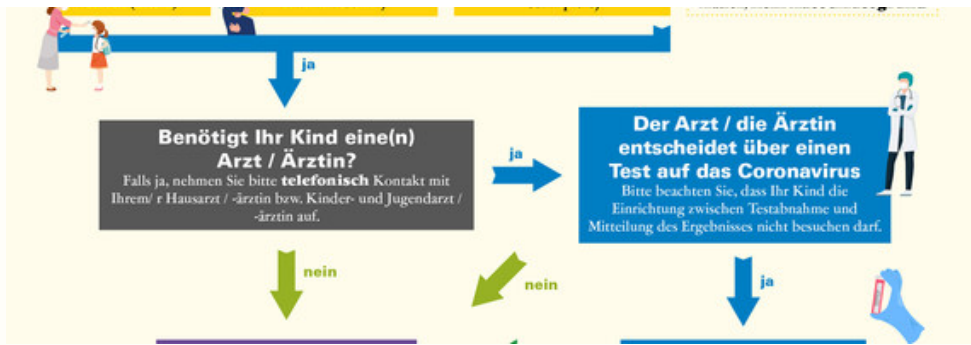 ja
Benötigt Ihr Kind eine(n)
Arzt / Ärztin?
Falls ja, nehmen Sie bitte telefonisch Kontakt mit
Ihrem/ r Hausarzt / -ärztin bzw. Kinder- und Jugendarzt /
-ärztin auf.
ja
Der Arzt / die Ärztin
entscheidet über einen
Test auf das Coronavirus
Bitte beachten Sie, dass Ihr Kind die
Einrichtung zwischen Testabnahme und
Mitteilung des Ergebnisses nicht besuchen darf.
nein
nein
ja